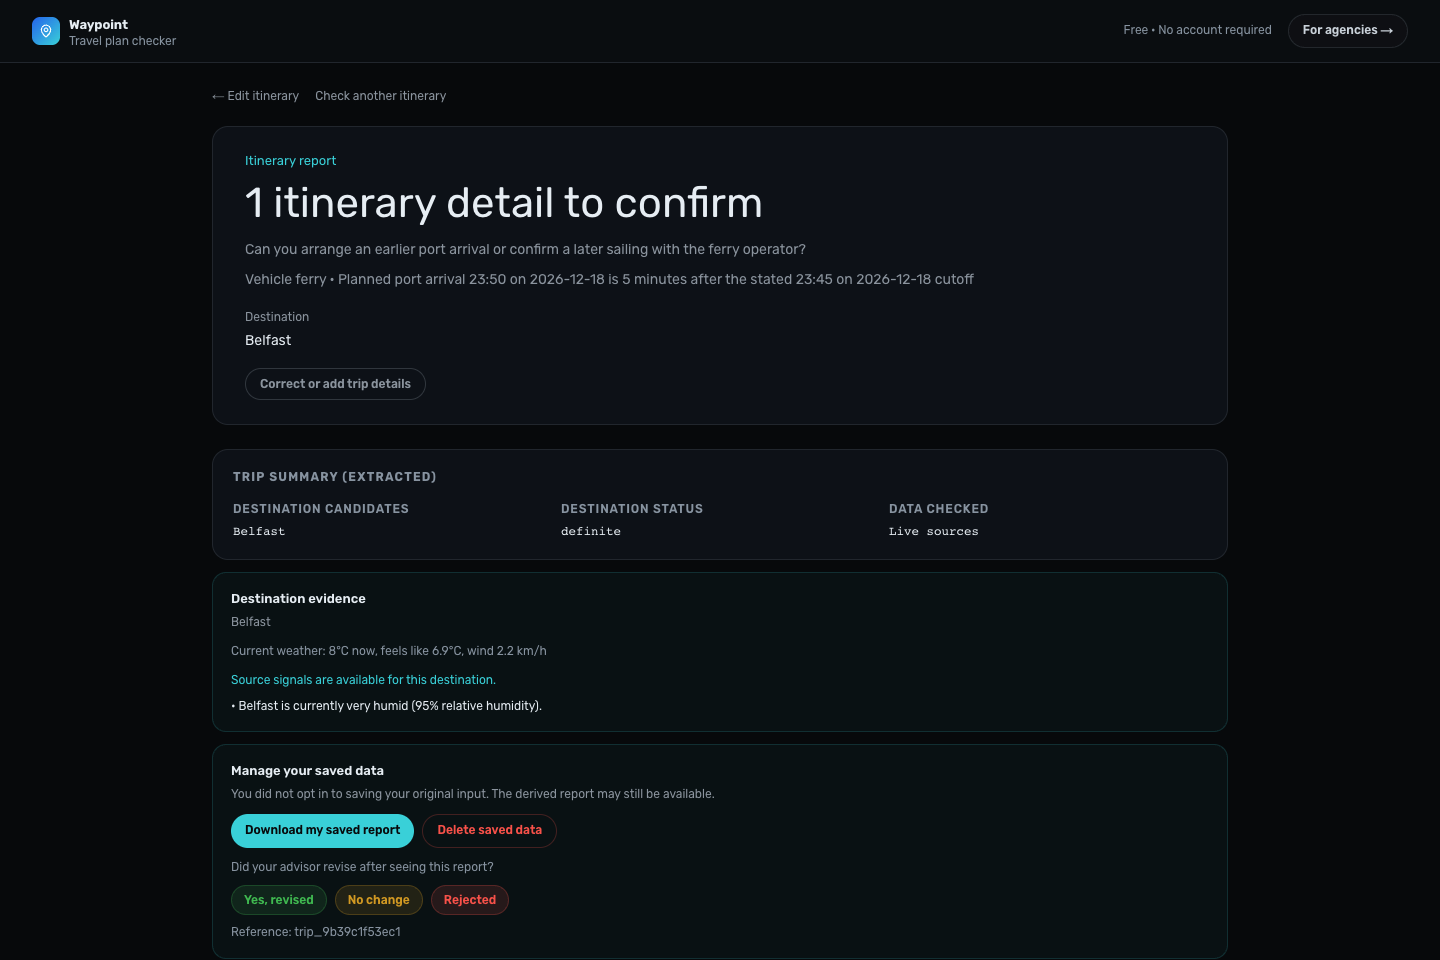 Waypoint
Travel plan checker
Free • No account required
For agencies →
← Edit itinerary
Check another itinerary
Itinerary report
1 itinerary detail to confirm
Can you arrange an earlier port arrival or confirm a later sailing with the ferry operator?
Vehicle ferry • Planned port arrival 23:50 on 2026-12-18 is 5 minutes after the stated 23:45 on 2026-12-18 cutoff
Destination
Belfast
Correct or add trip details
TRIP SUMMARY (EXTRACTED)
DESTINATION CANDIDATES
Belfast
DESTINATION STATUS
definite
DATA CHECKED
Live sources
Destination evidence
Belfast
Current weather: 8°C now, feels like 6.9°C, wind 2.2 km/h
Source signals are available for this destination.
• Belfast is currently very humid (95% relative humidity).
Manage your saved data
You did not opt in to saving your original input. The derived report may still be available.
Download my saved report
Delete saved data
Did your advisor revise after seeing this report?
Yes, revised
No change
Rejected
Reference: trip_9b39c1f53ec1